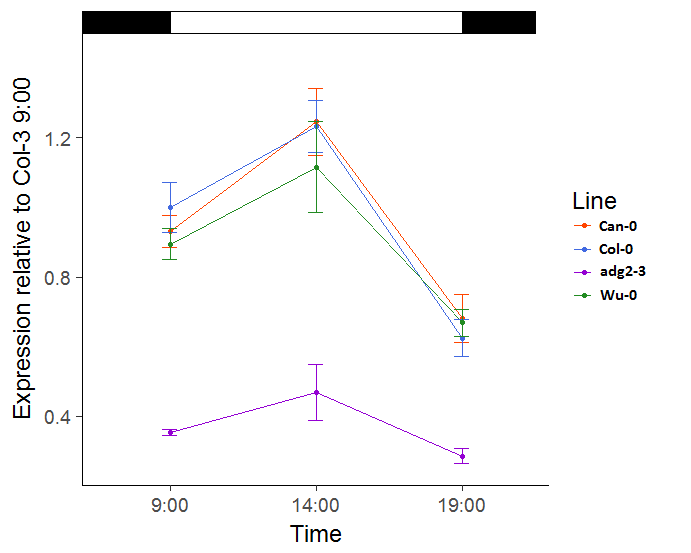 Expression relative to Col-3 9:00
1.2
0.8
0.4
9:00 14:00 19:00
Time
Line
Can-0
Col-0
adg2-3
Wu-0